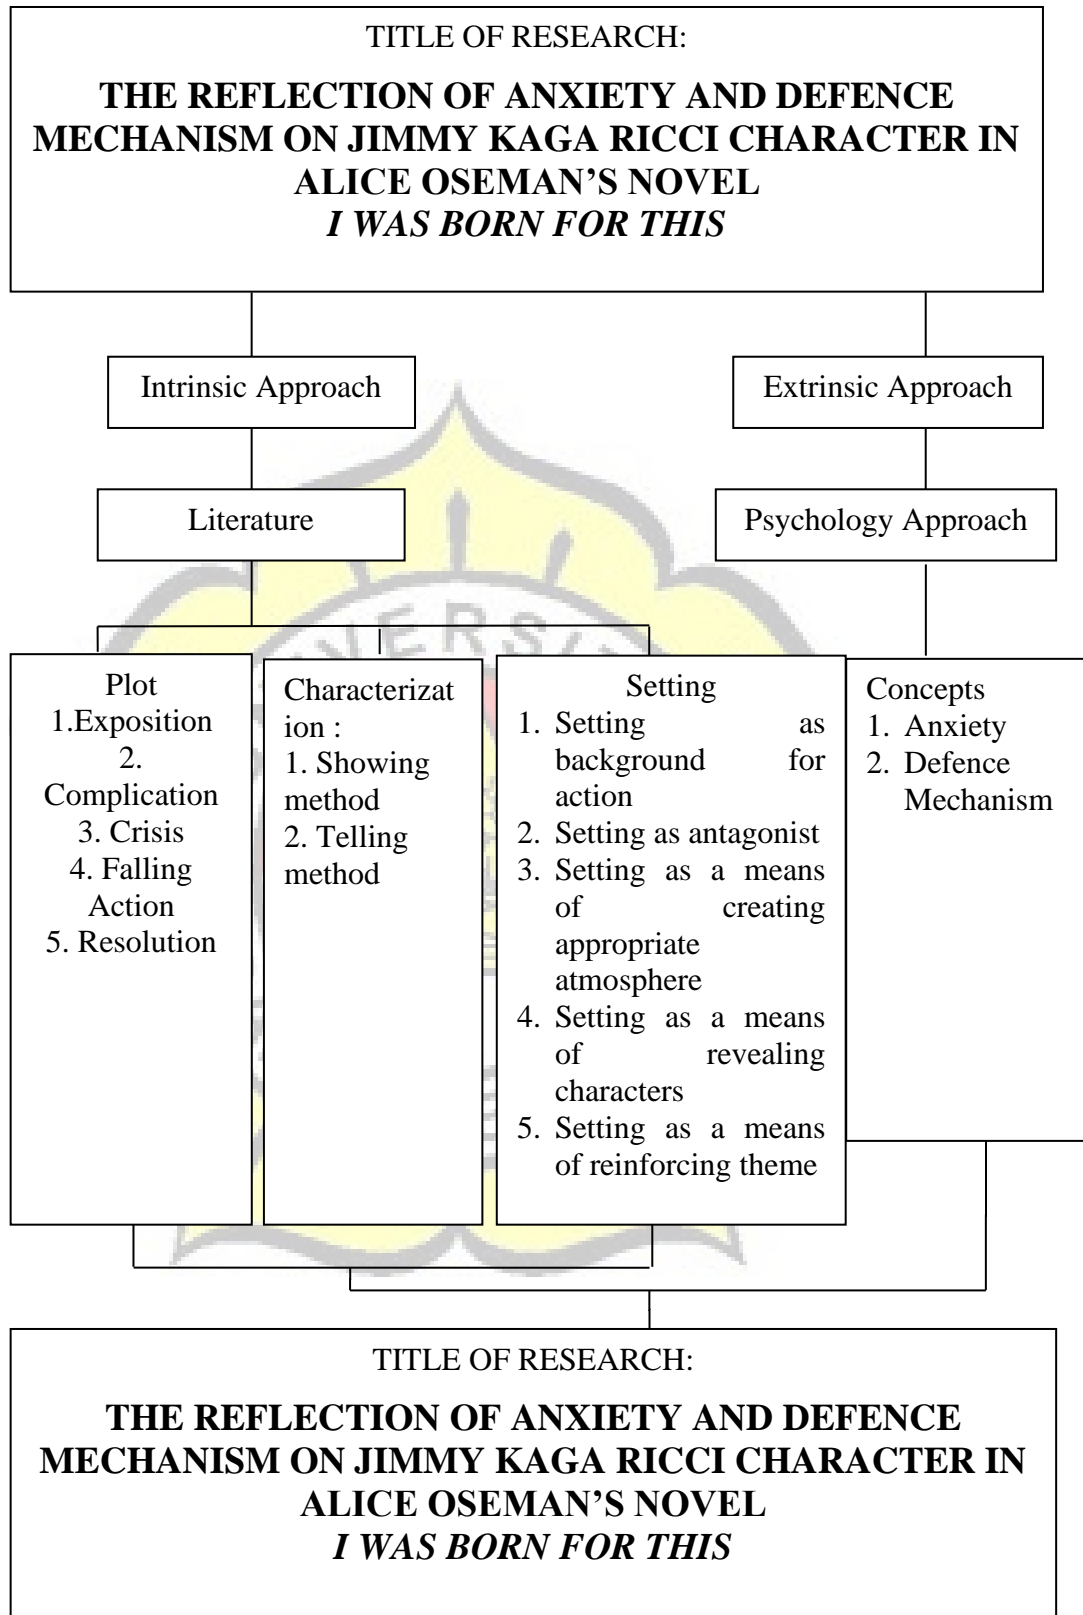 TITLE OF RESEARCH:
THE REFLECTION OF ANXIETY AND DEFENCE
MECHANISM ON JIMMY KAGA RICCI CHARACTER IN
ALICE OSEMAN'S NOVEL
I WAS BORN FOR THIS
Intrinsic Approach
Extrinsic Approach
Literature
Psychology Approach
VERSI
Plot
1.Exposition
2.
Complication
3. Crisis
4. Falling
Action
5. Resolution
Characterizat
ion :
1. Showing
method
2. Telling
method
Setting
1. Setting as
background for
action
2. Setting as antagonist
3. Setting as a means
of creating
appropriate
atmosphere
4. Setting as a means
of revealing
characters
5. Setting as a means
of reinforcing theme
Concepts
1. Anxiety
2. Defence
Mechanism
TITLE OF RESEARCH:
THE REFLECTION OF ANXIETY AND DEFENCE
MECHANISM ON JIMMY KAGA RICCI CHARACTER IN
ALICE OSEMAN'S NOVEL
I WAS BORN FOR THIS